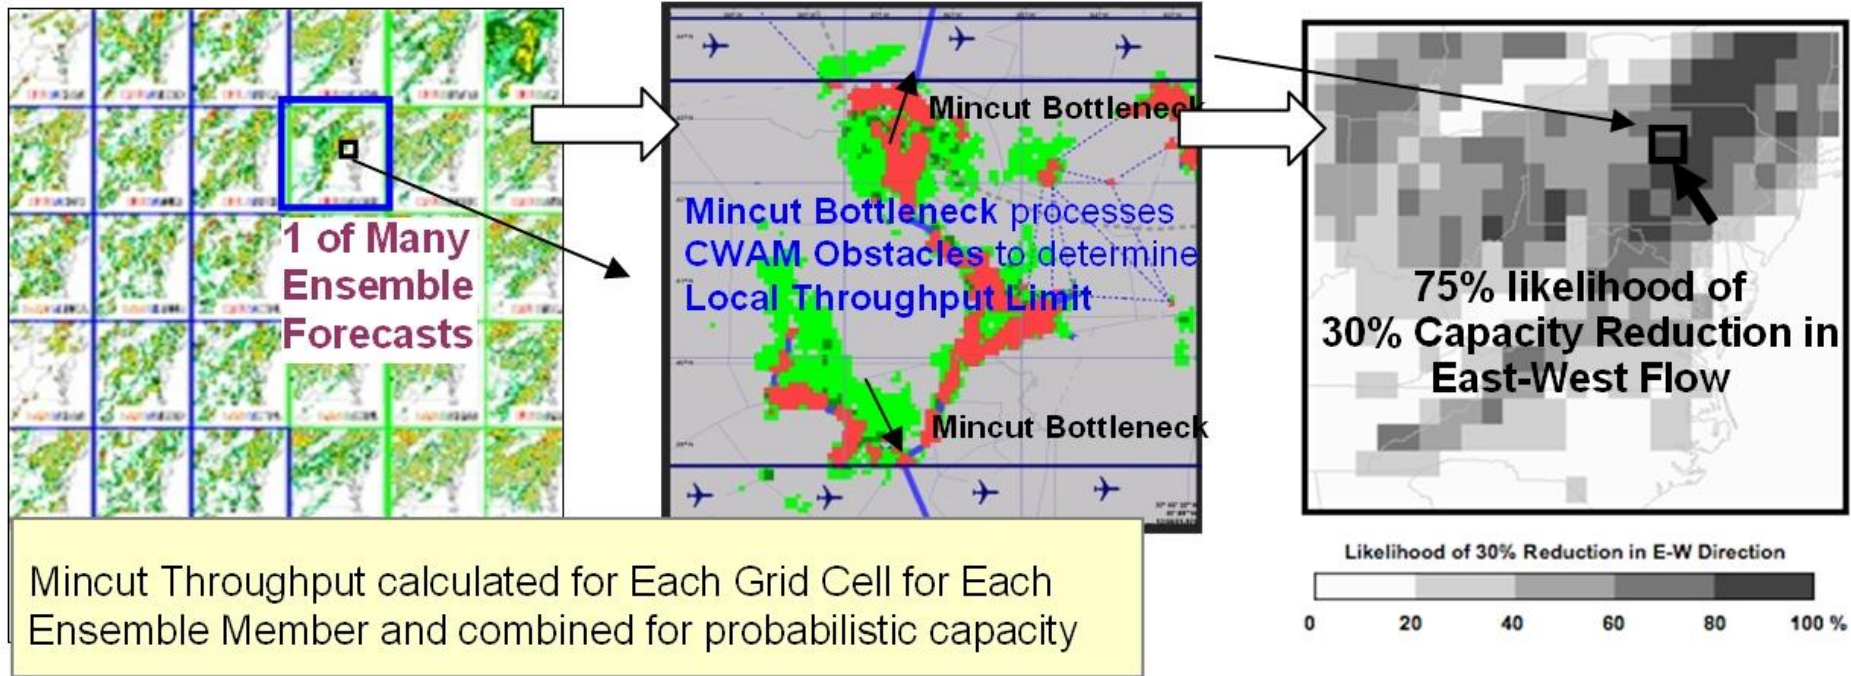 1 of Many
Ensemble
Forecasts
Mincut Bottleneck
Mincut Bottleneck processes
CWAM Obstacles to determine
Local Throughput Limit
Mincut Bottleneck
75% likelihood of
30% Capacity Reduction in
East-West Flow
Likelihood of 30% Reduction in E-W Direction
0 20 40 60 80 100 %
Mincut Throughput calculated for Each Grid Cell for Each
Ensemble Member and combined for probabilistic capacity